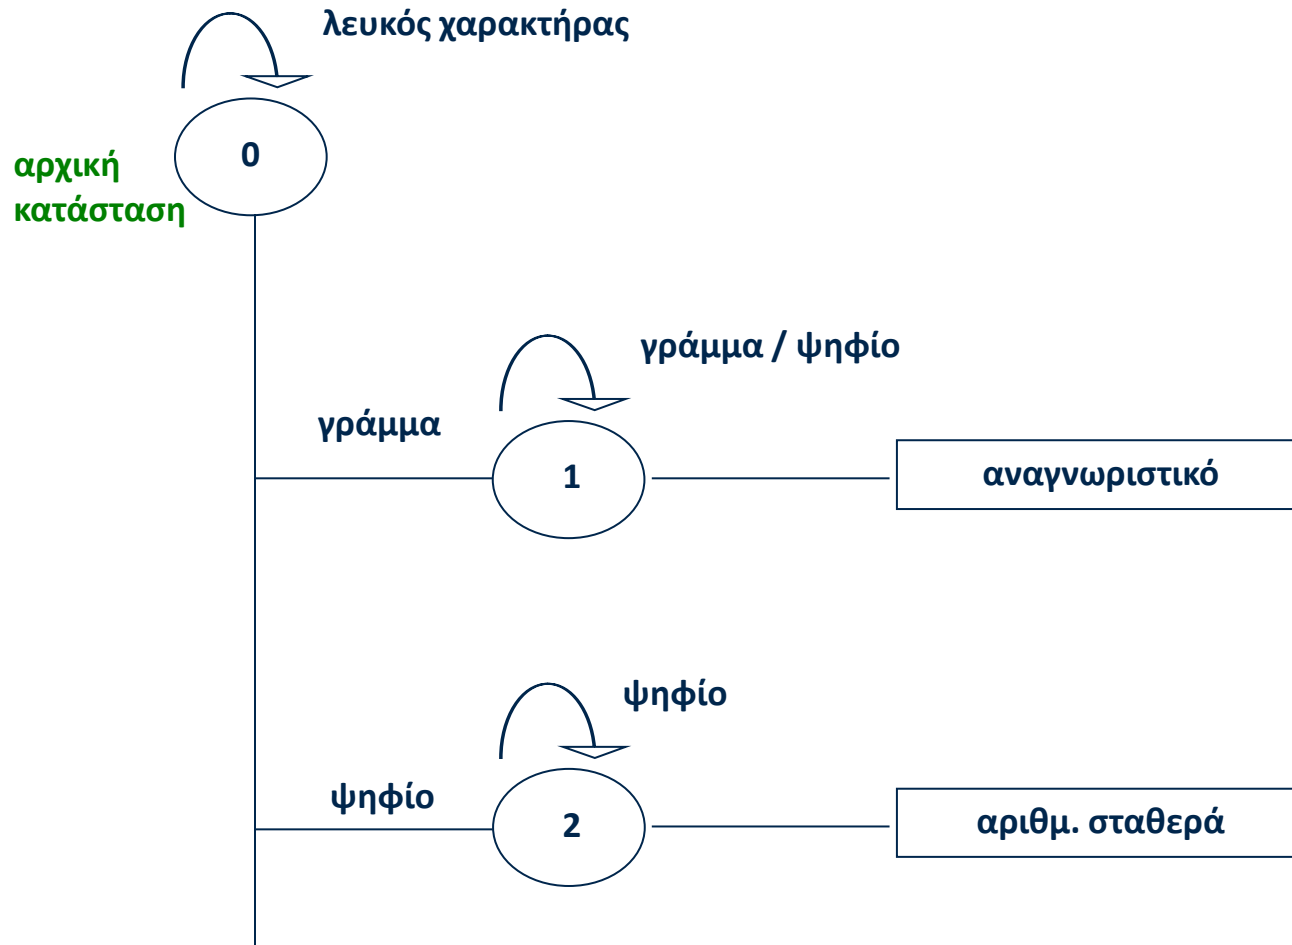 λευκός χαρακτήρας
0
αρχική
κατάσταση
γράμμα / ψηφίο
γράμμα
1
αναγνωριστικό
ψηφίο
ψηφίο
2
αριθμ. σταθερά